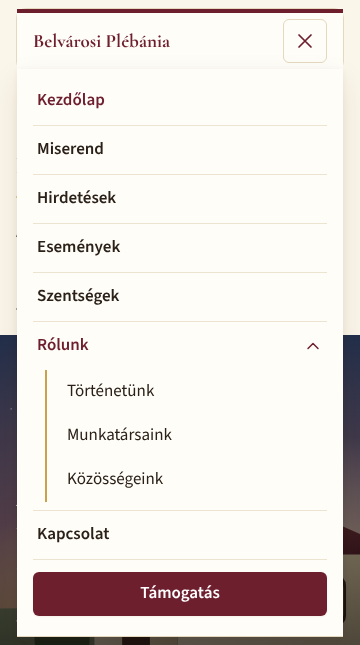 Belvárosi Plébánia
Kezdőlap
Miserend
Hirdetések
Események
Szentségek
Rólunk
Történetünk
Munkatársaink
Közösségeink
Kapcsolat
Támogatás